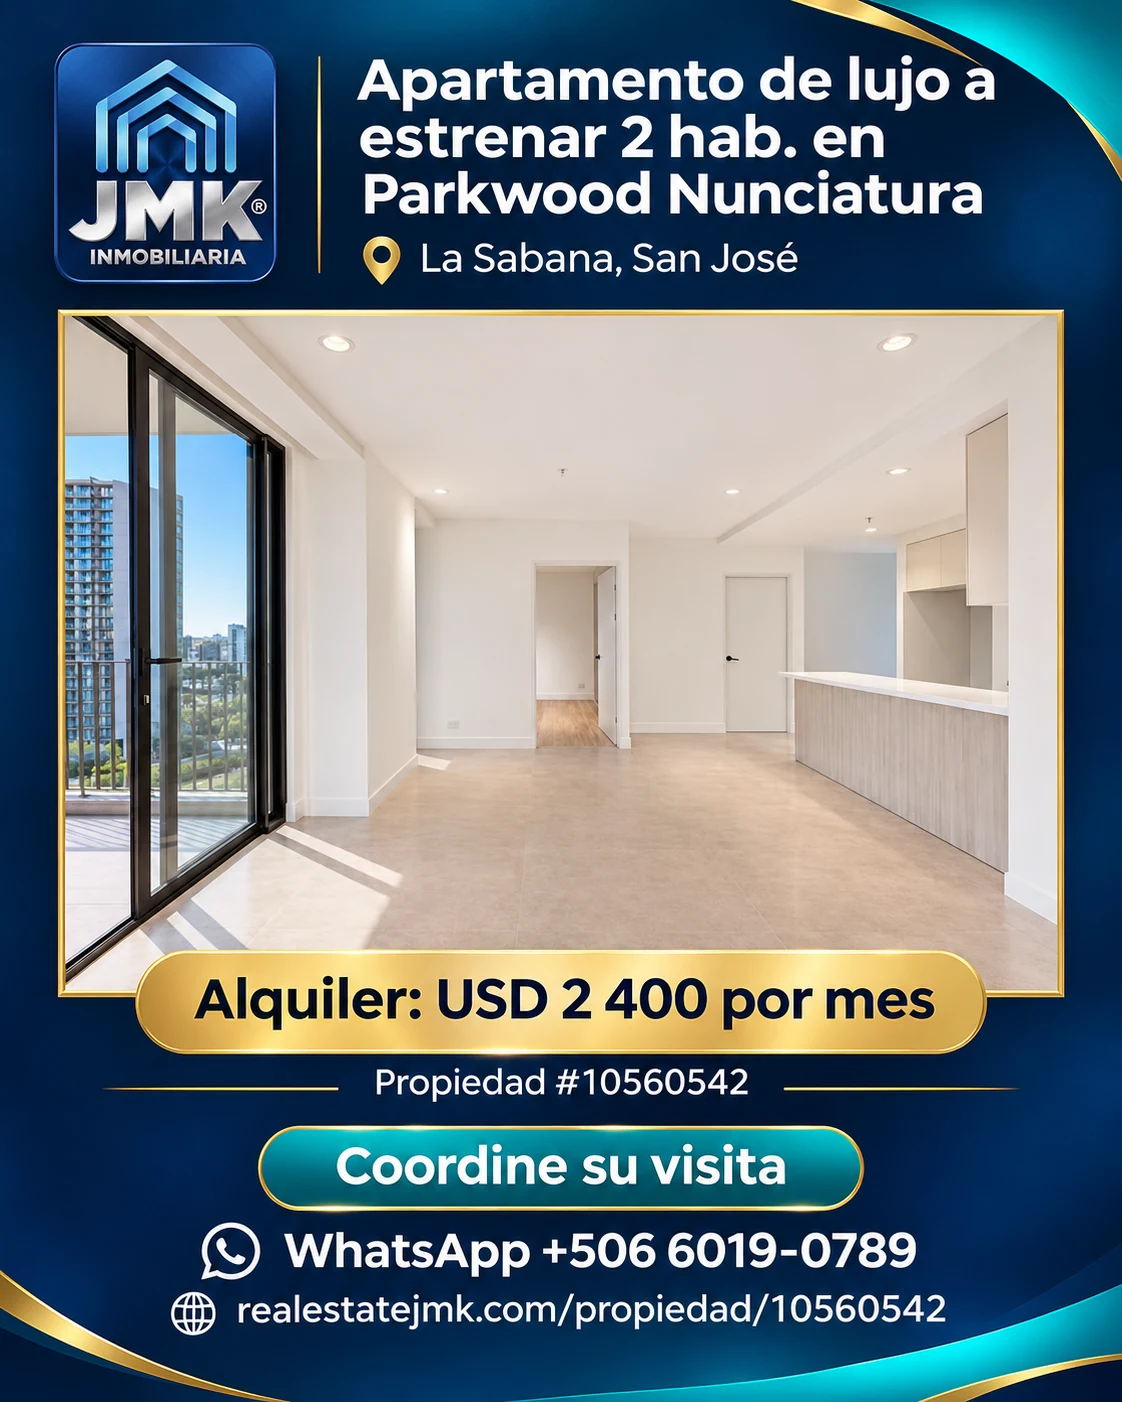 JMK®
INMOBILIARIA
Apartamento de lujo a
estrenar 2 hab. en
Parkwood Nunciatura
La Sabana, San José
Alquiler: USD 2 400 por mes
Propiedad #10560542
Coordine su visita
WhatsApp +506 6019-0789
realestatejmk.com/propiedad/10560542